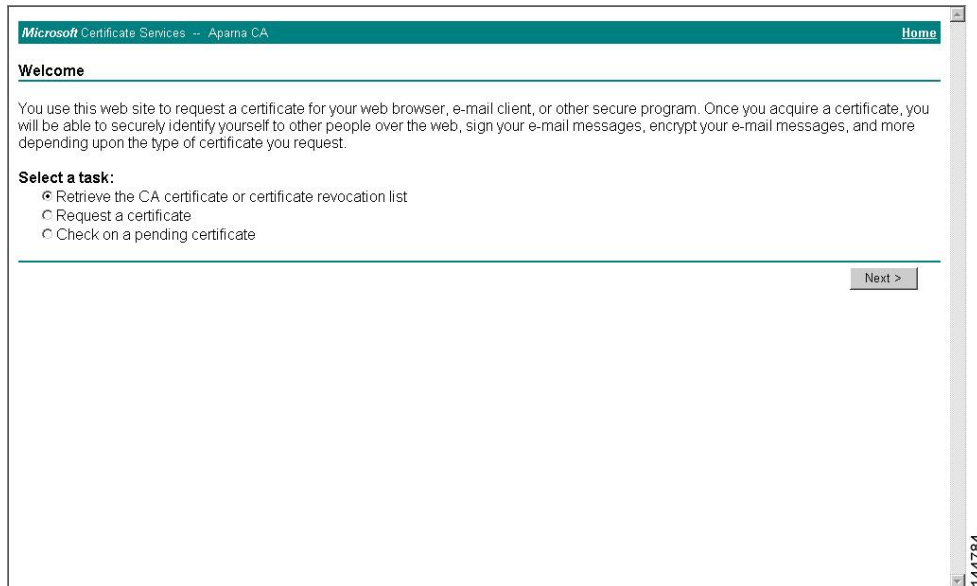 Microsoft Certificate Services -- Aparna CA Home
Welcome
You use this web site to request a certificate for your web browser, e-mail client, or other secure program. Once you acquire a certificate, you
will be able to securely identify yourself to other people over the web, sign your e-mail messages, encrypt your e-mail messages, and more
depending upon the type of certificate you request.
Select a task:
Retrieve the CA certificate or certificate revocation list
Request a certificate
Check on a pending certificate
Next >